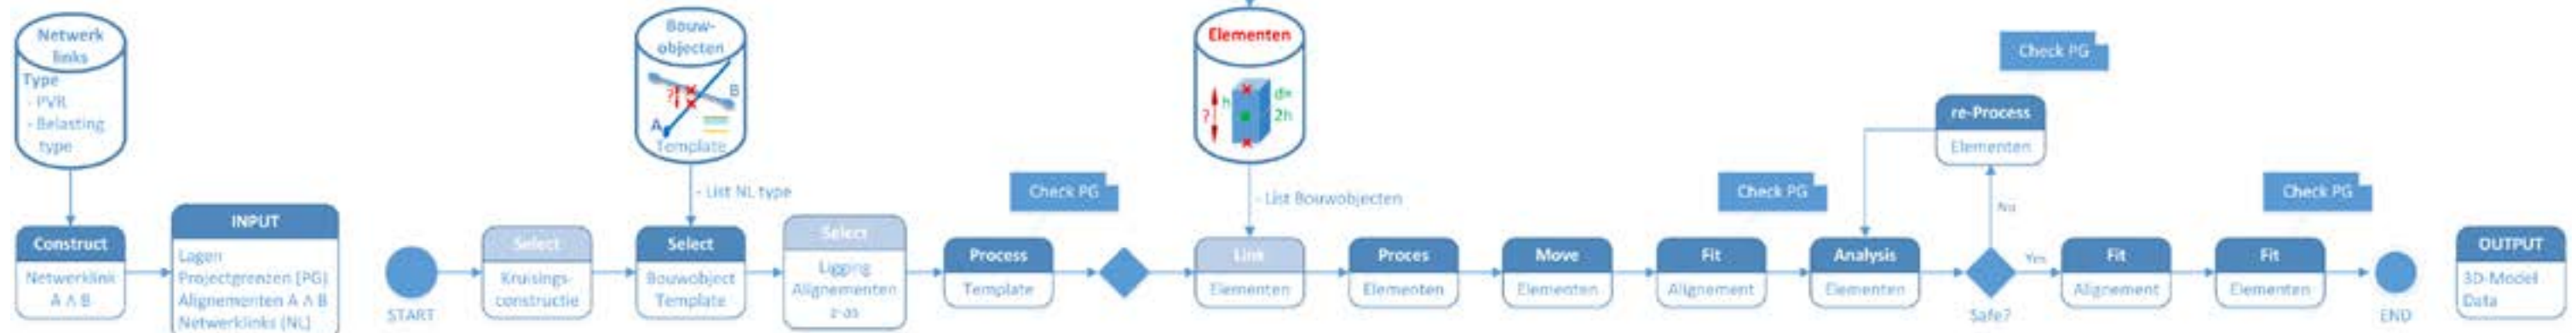 Netwerk
links
Type
- PVR
- Belasting
type
Construct
Netwerklink
A ∧ B
INPUT
Lagen
Projectgrenzen (PG)
Alignementen A ∧ B
Netwerklinks (NL)
START
Select
Kruisings-
constructie
Bouw-
objecten
?
B
A
Template
- List NL type
Select
Bouwobject
Template
Select
Ligging
Alignementen
z-as
Process
Template
Check PG
Elementen
?
h
d=
2h
- List Bouwobjecten
Link
Elementen
Proces
Elementen
Move
Elementen
Fit
Alignement
Check PG
Analysis
Elementen
re-Process
Elementen
Check PG
No
Yes
Safe?
Fit
Alignement
Fit
Elementen
Check PG
END
OUTPUT
3D-Model
Data